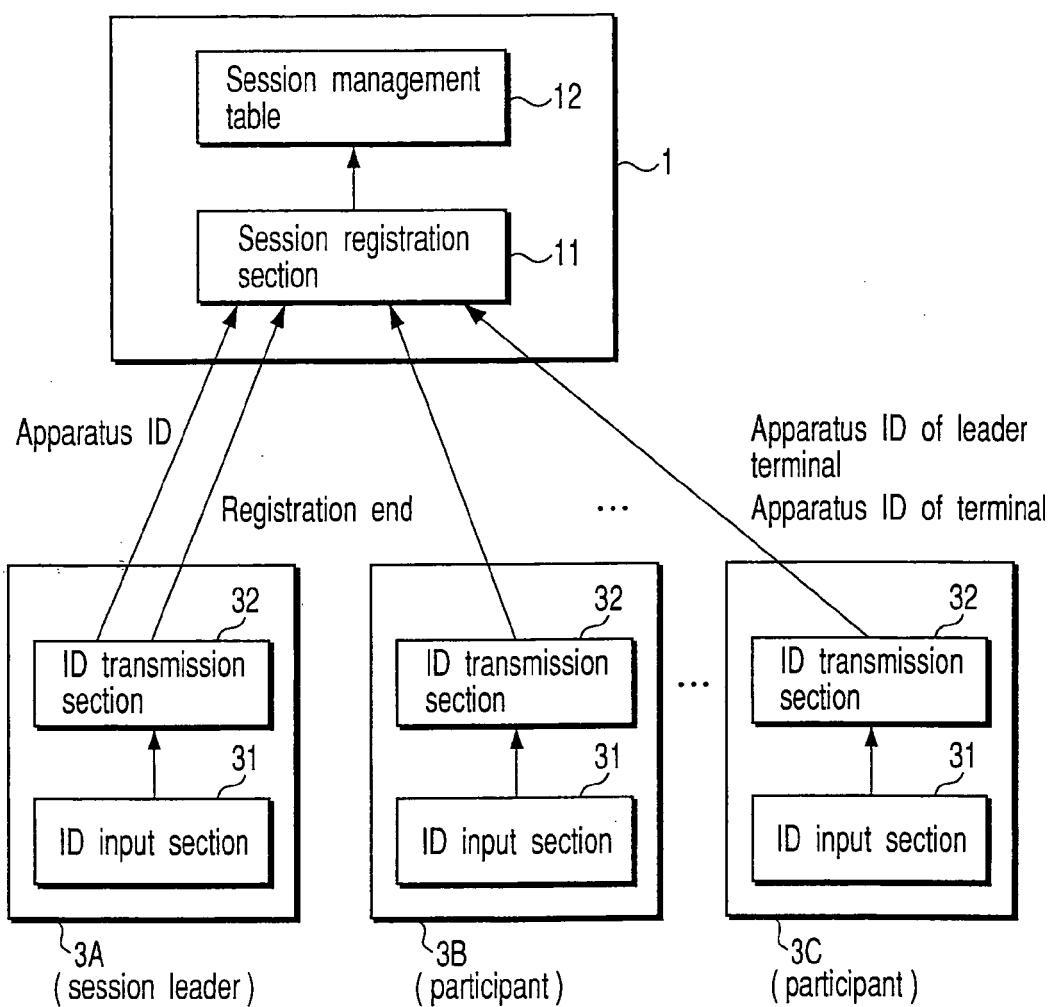 Session management
table
12
1
Session registration
section
11
Apparatus ID
Apparatus ID of leader
terminal
Registration end
...
Apparatus ID of terminal
32
32
32
ID transmission
section
ID transmission
section
...
ID transmission
section
31
31
31
ID input section
ID input section
ID input section
3A
(session leader)
3B
(participant)
3C
(participant)